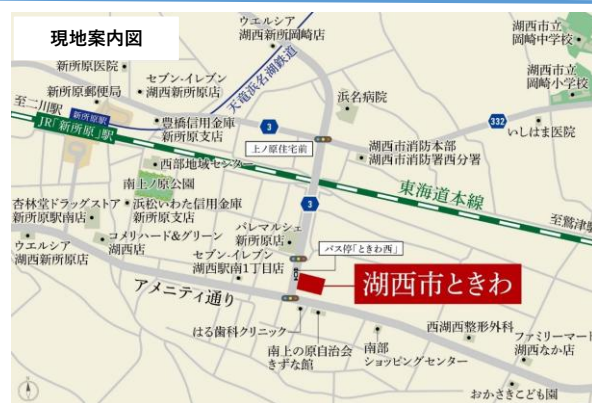 現地案内図
ウエルシア
湖西新所岡崎店
湖西市立
岡崎中学校
新所原医院
セブン-イレブン
湖西新所原店
天竜浜名湖鉄道
湖西市立
岡崎小学校
新所原郵便局
至二川駅
新所原駅
JR「新所原」駅
豊橋信用金庫
新所原支店
3
浜名病院
332
いしはま医院
上ノ原住宅前
湖西市消防本部
湖西市消防署西分署
西部地域センター
南上ノ原公園
東海道本線
3
至鷲津駅
杏林堂ドラッグストア
新所原駅南店
浜松いわた信用金庫
新所原支店
パレマルシェ
新所原店
バス停「ときわ西」
ウエルシア
湖西新所原店
コメリハード&グリーン
湖西店
セブン-イレブン
湖西駅南1丁目店
湖西市ときわ
アメニティ通り
はる歯科クリニック
南上の原自治会
きずな館
南部
ショッピングセンター
西湖西整形外科
ファミリーマート
湖西なか店
おかざきこども園